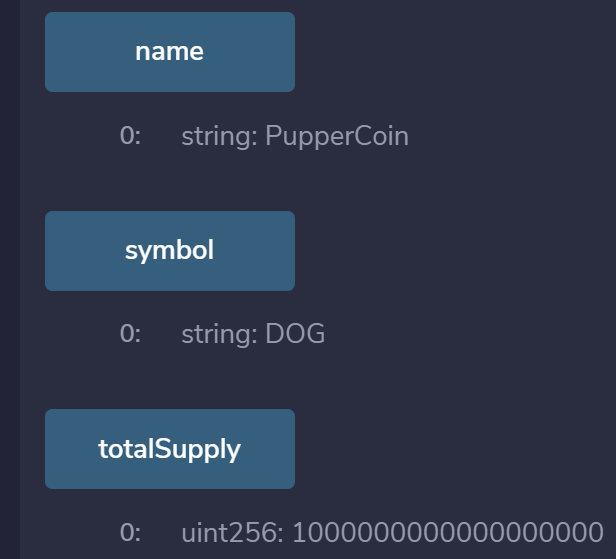 name
0: string: PupperCoin
symbol
0: string: DOG
totalSupply
0: uint256: 1000000000000000000